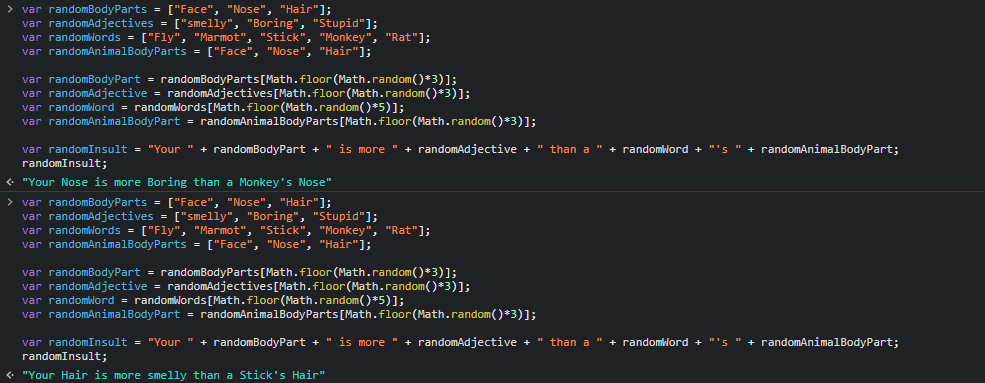 > var randomBodyParts = ["Face", "Nose", "Hair"];
var randomAdjectives = ["smelly", "Boring", "Stupid"];
var randomWords = ["Fly", "Marmot", "Stick", "Monkey", "Rat"];
var randomAnimalBodyParts = ["Face", "Nose", "Hair"];
var randomBodyPart = randomBodyParts[Math.floor(Math.random()*3)];
var randomAdjective = randomAdjectives[Math.floor(Math.random()*3)];
var randomWord = randomWords[Math.floor(Math.random()*5)];
var randomAnimalBodyPart = randomAnimalBodyParts[Math.floor(Math.random()*3)];
var randomInsult = "Your " + randomBodyPart + " is more " + randomAdjective + " than a " + randomWord + "'s " + randomAnimalBodyPart;
randomInsult;
"Your Nose is more Boring than a Monkey's Nose"
> var randomBodyParts = ["Face", "Nose", "Hair"];
var randomAdjectives = ["smelly", "Boring", "Stupid"];
var randomWords = ["Fly", "Marmot", "Stick", "Monkey", "Rat"];
var randomAnimalBodyParts = ["Face", "Nose", "Hair"];
var randomBodyPart = randomBodyParts[Math.floor(Math.random()*3)];
var randomAdjective = randomAdjectives[Math.floor(Math.random()*3)];
var randomWord = randomWords[Math.floor(Math.random()*5)];
var randomAnimalBodyPart = randomAnimalBodyParts[Math.floor(Math.random()*3)];
var randomInsult = "Your " + randomBodyPart + " is more " + randomAdjective + " than a " + randomWord + "'s " + randomAnimalBodyPart;
randomInsult;
"Your Hair is more smelly than a Stick's Hair"